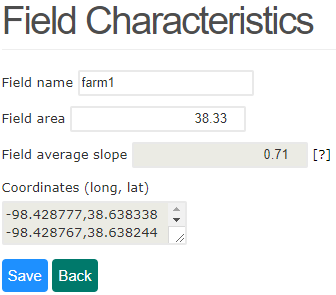 Field Characteristics
Field name farm1
Field area 38.33
Field average slope 0.71 [?]
Coordinates (long, lat)
-98.428777,38.638338
-98.428767,38.638244
Save Back